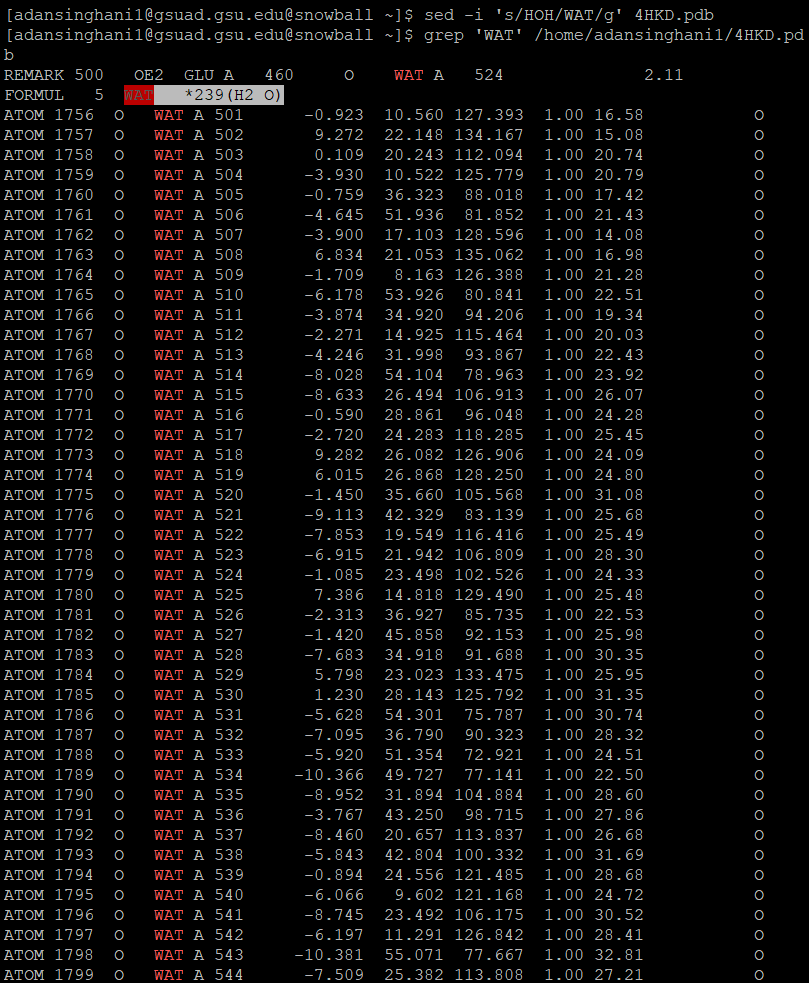 [adansinghani1@gsuad.gsu.edu@snowball ~]$ sed -i 's/HOH/WAT/g' 4HKD.pdb
[adansinghani1@gsuad.gsu.edu@snowball ~]$ grep 'WAT' /home/adansinghani1/4HKD.pd
b
REMARK 500   OE2  GLU A   460     O    WAT A   524              2.11
FORMUL   5  WAT   *239(H2 O)
ATOM 1756  O   WAT A 501      -0.923  10.560 127.393  1.00 16.58           O
ATOM 1757  O   WAT A 502       9.272  22.148 134.167  1.00 15.08           O
ATOM 1758  O   WAT A 503       0.109  20.243 112.094  1.00 20.74           O
ATOM 1759  O   WAT A 504      -3.930  10.522 125.779  1.00 20.79           O
ATOM 1760  O   WAT A 505      -0.759  36.323  88.018  1.00 17.42           O
ATOM 1761  O   WAT A 506      -4.645  51.936  81.852  1.00 21.43           O
ATOM 1762  O   WAT A 507      -3.900  17.103 128.596  1.00 14.08           O
ATOM 1763  O   WAT A 508       6.834  21.053 135.062  1.00 16.98           O
ATOM 1764  O   WAT A 509      -1.709   8.163 126.388  1.00 21.28           O
ATOM 1765  O   WAT A 510      -6.178  53.926  80.841  1.00 22.51           O
ATOM 1766  O   WAT A 511      -3.874  34.920  94.206  1.00 19.34           O
ATOM 1767  O   WAT A 512      -2.271  14.925 115.464  1.00 20.03           O
ATOM 1768  O   WAT A 513      -4.246  31.998  93.867  1.00 22.43           O
ATOM 1769  O   WAT A 514      -8.028  54.104  78.963  1.00 23.92           O
ATOM 1770  O   WAT A 515      -8.633  26.494 106.913  1.00 26.07           O
ATOM 1771  O   WAT A 516      -0.590  28.861  96.048  1.00 24.28           O
ATOM 1772  O   WAT A 517      -2.720  24.283 118.285  1.00 25.45           O
ATOM 1773  O   WAT A 518       9.282  26.082 126.906  1.00 24.09           O
ATOM 1774  O   WAT A 519       6.015  26.868 128.250  1.00 24.80           O
ATOM 1775  O   WAT A 520      -1.450  35.660 105.568  1.00 31.08           O
ATOM 1776  O   WAT A 521      -9.113  42.329  83.139  1.00 25.68           O
ATOM 1777  O   WAT A 522      -7.853  19.549 116.416  1.00 25.49           O
ATOM 1778  O   WAT A 523      -6.915  21.942 106.809  1.00 28.30           O
ATOM 1779  O   WAT A 524      -1.085  23.498 102.526  1.00 24.33           O
ATOM 1780  O   WAT A 525       7.386  14.818 129.490  1.00 25.48           O
ATOM 1781  O   WAT A 526      -2.313  36.927  85.735  1.00 22.53           O
ATOM 1782  O   WAT A 527      -1.420  45.858  92.153  1.00 25.98           O
ATOM 1783  O   WAT A 528      -7.683  34.918  91.688  1.00 30.35           O
ATOM 1784  O   WAT A 529       5.798  23.023 133.475  1.00 25.95           O
ATOM 1785  O   WAT A 530       1.230  28.143 125.792  1.00 31.35           O
ATOM 1786  O   WAT A 531      -5.628  54.301  75.787  1.00 30.74           O
ATOM 1787  O   WAT A 532      -7.095  36.790  90.323  1.00 28.32           O
ATOM 1788  O   WAT A 533      -5.920  51.354  72.921  1.00 24.51           O
ATOM 1789  O   WAT A 534     -10.366  49.727  77.141  1.00 22.50           O
ATOM 1790  O   WAT A 535      -8.952  31.894 104.884  1.00 28.60           O
ATOM 1791  O   WAT A 536      -3.767  43.250  98.715  1.00 27.86           O
ATOM 1792  O   WAT A 537      -8.460  20.657 113.837  1.00 26.68           O
ATOM 1793  O   WAT A 538      -5.843  42.804 100.332  1.00 31.69           O
ATOM 1794  O   WAT A 539      -0.894  24.556 121.485  1.00 28.68           O
ATOM 1795  O   WAT A 540      -6.066   9.602 121.168  1.00 24.72           O
ATOM 1796  O   WAT A 541      -8.745  23.492 106.175  1.00 30.52           O
ATOM 1797  O   WAT A 542      -6.197  11.291 126.842  1.00 28.41           O
ATOM 1798  O   WAT A 543     -10.381  55.071  77.667  1.00 32.81           O
ATOM 1799  O   WAT A 544      -7.509  25.382 113.808  1.00 27.21           O